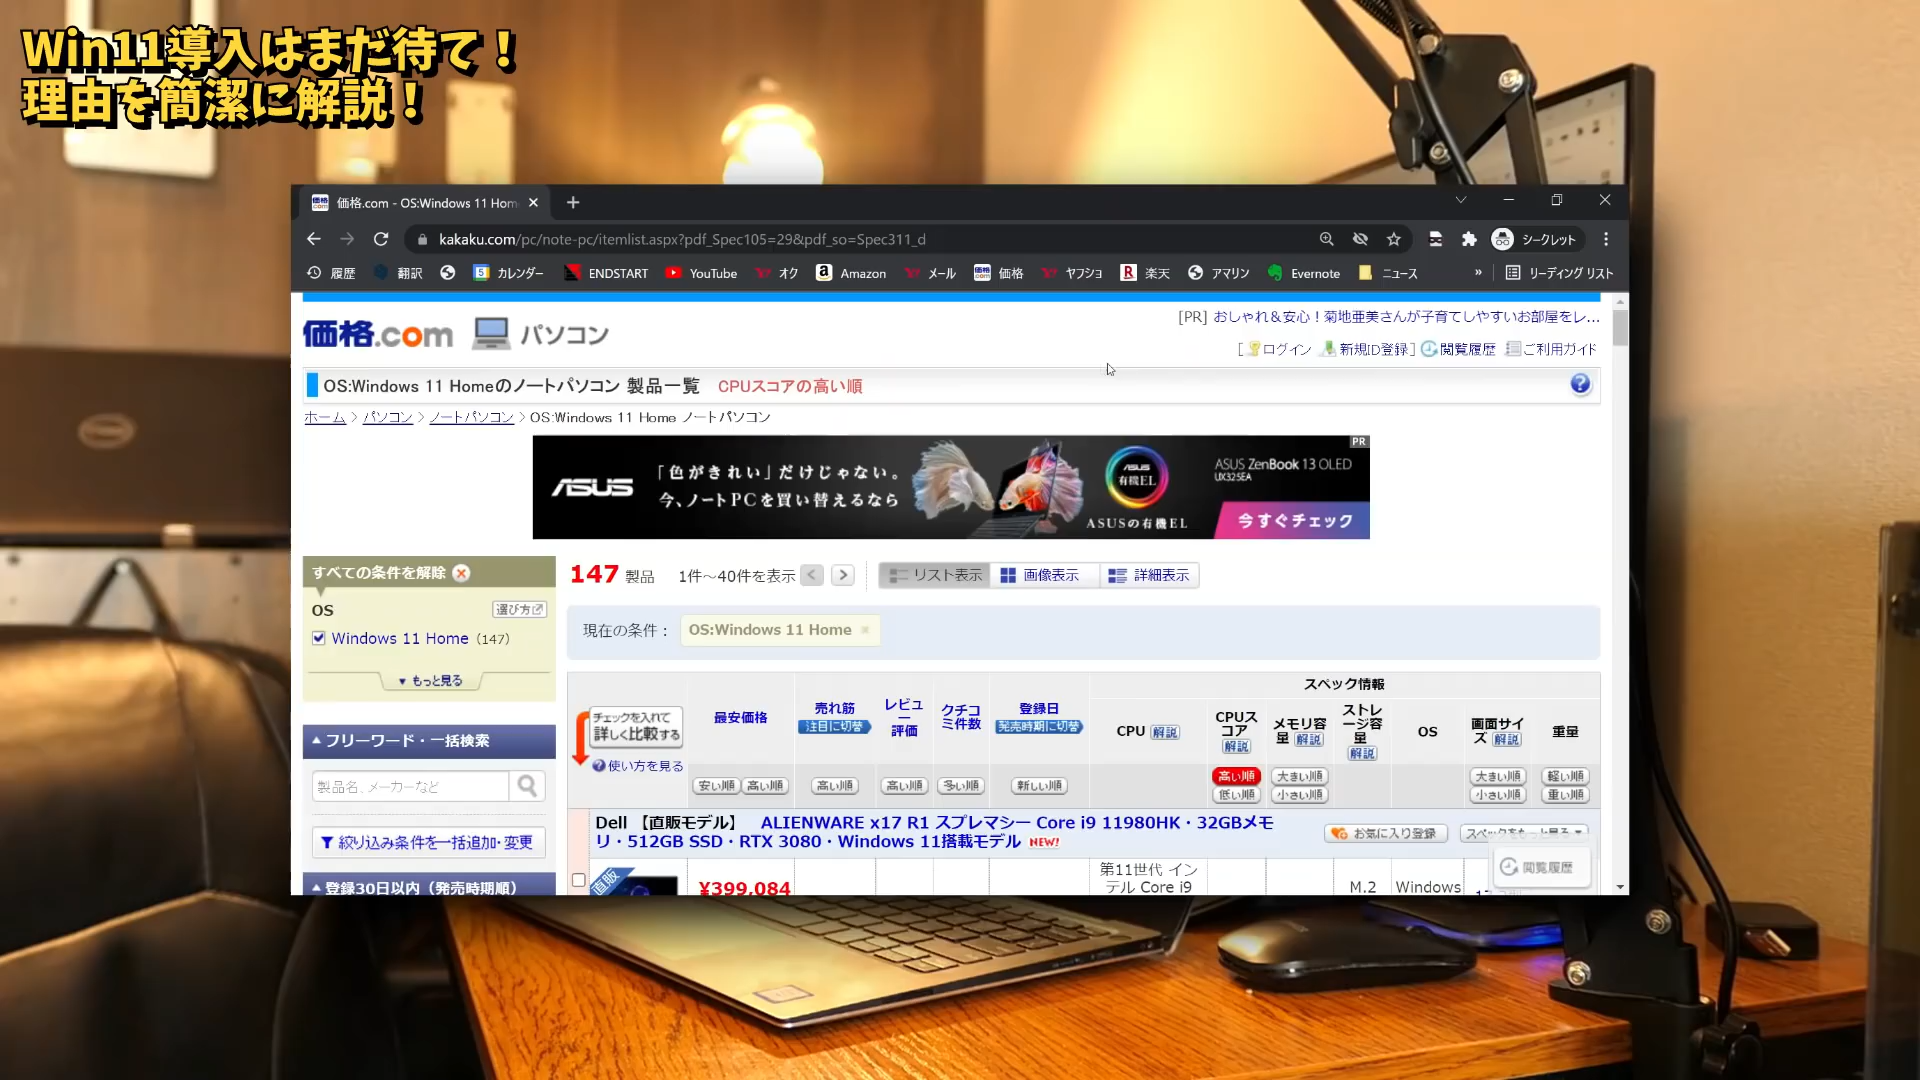 Win11導入はまだ待て！
理由を簡潔に解説！
価格.com - OS:Windows 11 Hom
kakaku.com/pc/note-pc/itemlist.aspx?pdf_Spec105=29&pdf_so=Spec311_d
シークレット
履歴 翻訳 カレンダー ENDSTART YouTube オク Amazon メール 価格 ヤフショ 楽天 アマリン Evernote ニュース » リーディング リスト
価格.com パソコン
[PR] おしゃれ＆安心！菊地亜美さんが子育てしやすいお部屋をレ...
[ ログイン 新規ID登録 ] 閲覧履歴 ご利用ガイド
OS:Windows 11 Homeのノートパソコン 製品一覧 CPUスコアの高い順
ホーム > パソコン > ノートパソコン > OS:Windows 11 Home ノートパソコン
PR
ASUS
「色がきれい」だけじゃない。
今、ノートPCを買い替えるなら
ASUS
有機EL
ASUSの有機EL
ASUS ZenBook 13 OLED
UX325EA
今すぐチェック
すべての条件を解除
OS 選び方
Windows 11 Home (147)
▼ もっと見る
フリーワード・一括検索
製品名、メーカーなど
絞り込み条件を一括追加・変更
登録30日以内（発売時期順）
147 製品 1件～40件を表示 リスト表示 画像表示 詳細表示
現在の条件： OS:Windows 11 Home
チェックを入れて
詳しく比較する
使い方を見る
最安価格
安い順 高い順
売れ筋
注目に切替
高い順
レビュ
ー
評価
高い順
クチコ
ミ件数
多い順
登録日
発売時期に切替
新しい順
スペック情報
CPU 解説
CPUス
コア
解説
高い順
低い順
メモリ容
量 解説
大きい順
小さい順
ストレ
ージ容
量
解説
OS
画面サイ
ズ 解説
大きい順
小さい順
重量
軽い順
重い順
Dell 【直販モデル】 ALIENWARE x17 R1 スプレマシー Core i9 11980HK・32GBメモ
リ・512GB SSD・RTX 3080・Windows 11搭載モデル NEW!
お気に入り登録 スペックをもっと見る
閲覧履歴
直販
¥399,084
第11世代 イン
テル Core i9
M.2
Windows